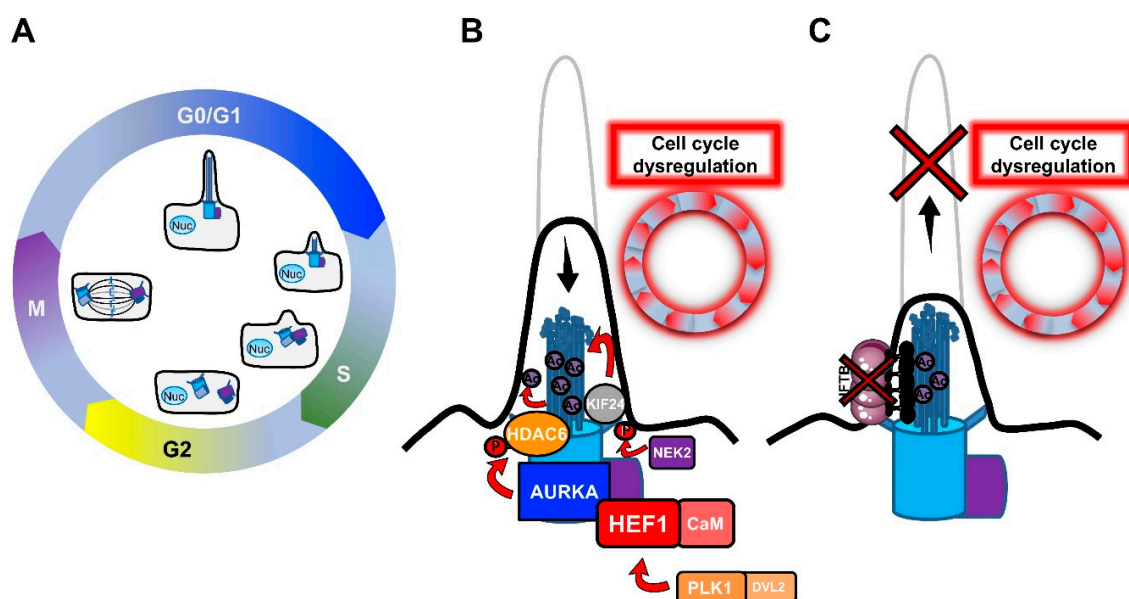 A
G0/G1
Nuc
Nuc
Nuc
Nuc
M
S
G2
B
Cell cycle
dysregulation
Ac
Ac
Ac
Ac
Ac
Ac
KIF24
HDAC6
P
P
NEK2
AURKA
HEF1
CaM
PLK1
DVL2
C
Cell cycle
dysregulation
Ac
Ac
Ac